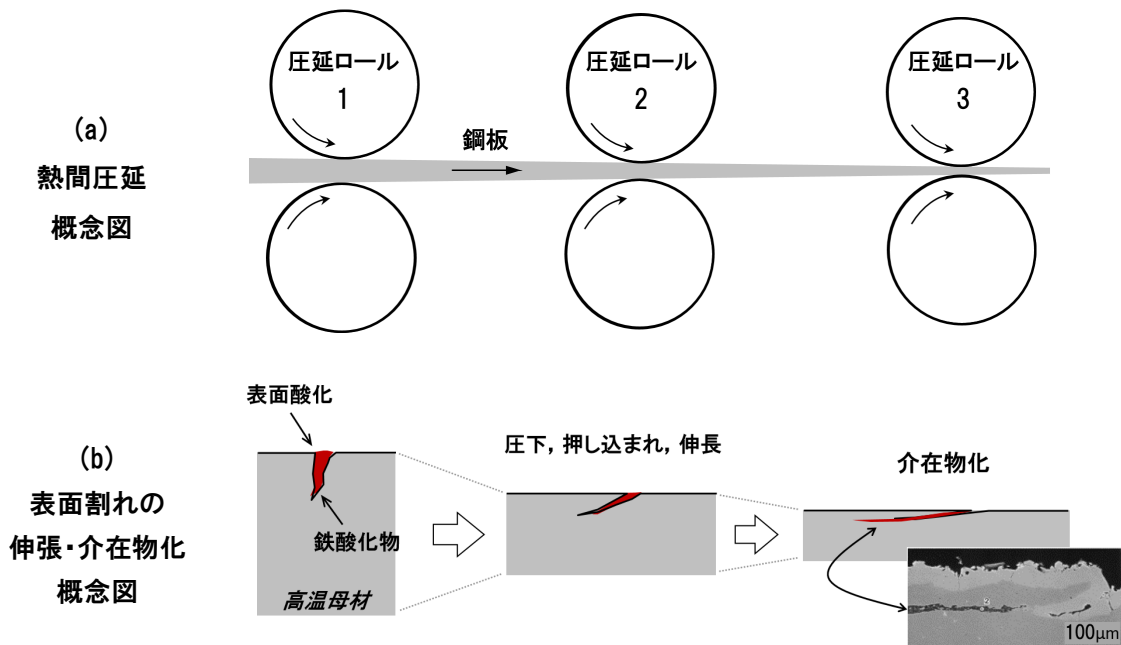 圧延ロール
1
圧延ロール
2
圧延ロール
3
(a)
熱間圧延
概念図
鋼板
表面酸化
(b)
表面割れの
伸張・介在物化
概念図
鉄酸化物
高温母材
圧下, 押し込まれ, 伸長
介在物化
100μm